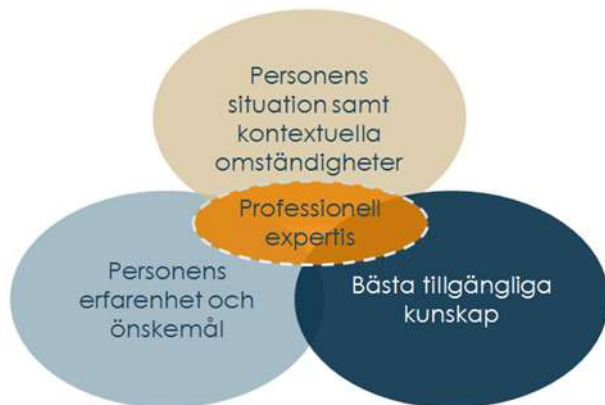 Personens
situation samt
kontextuella
omständigheter
Professionell
expertis
Personens
erfarenhet och
önskemål
Bästa tillgängliga
kunskap